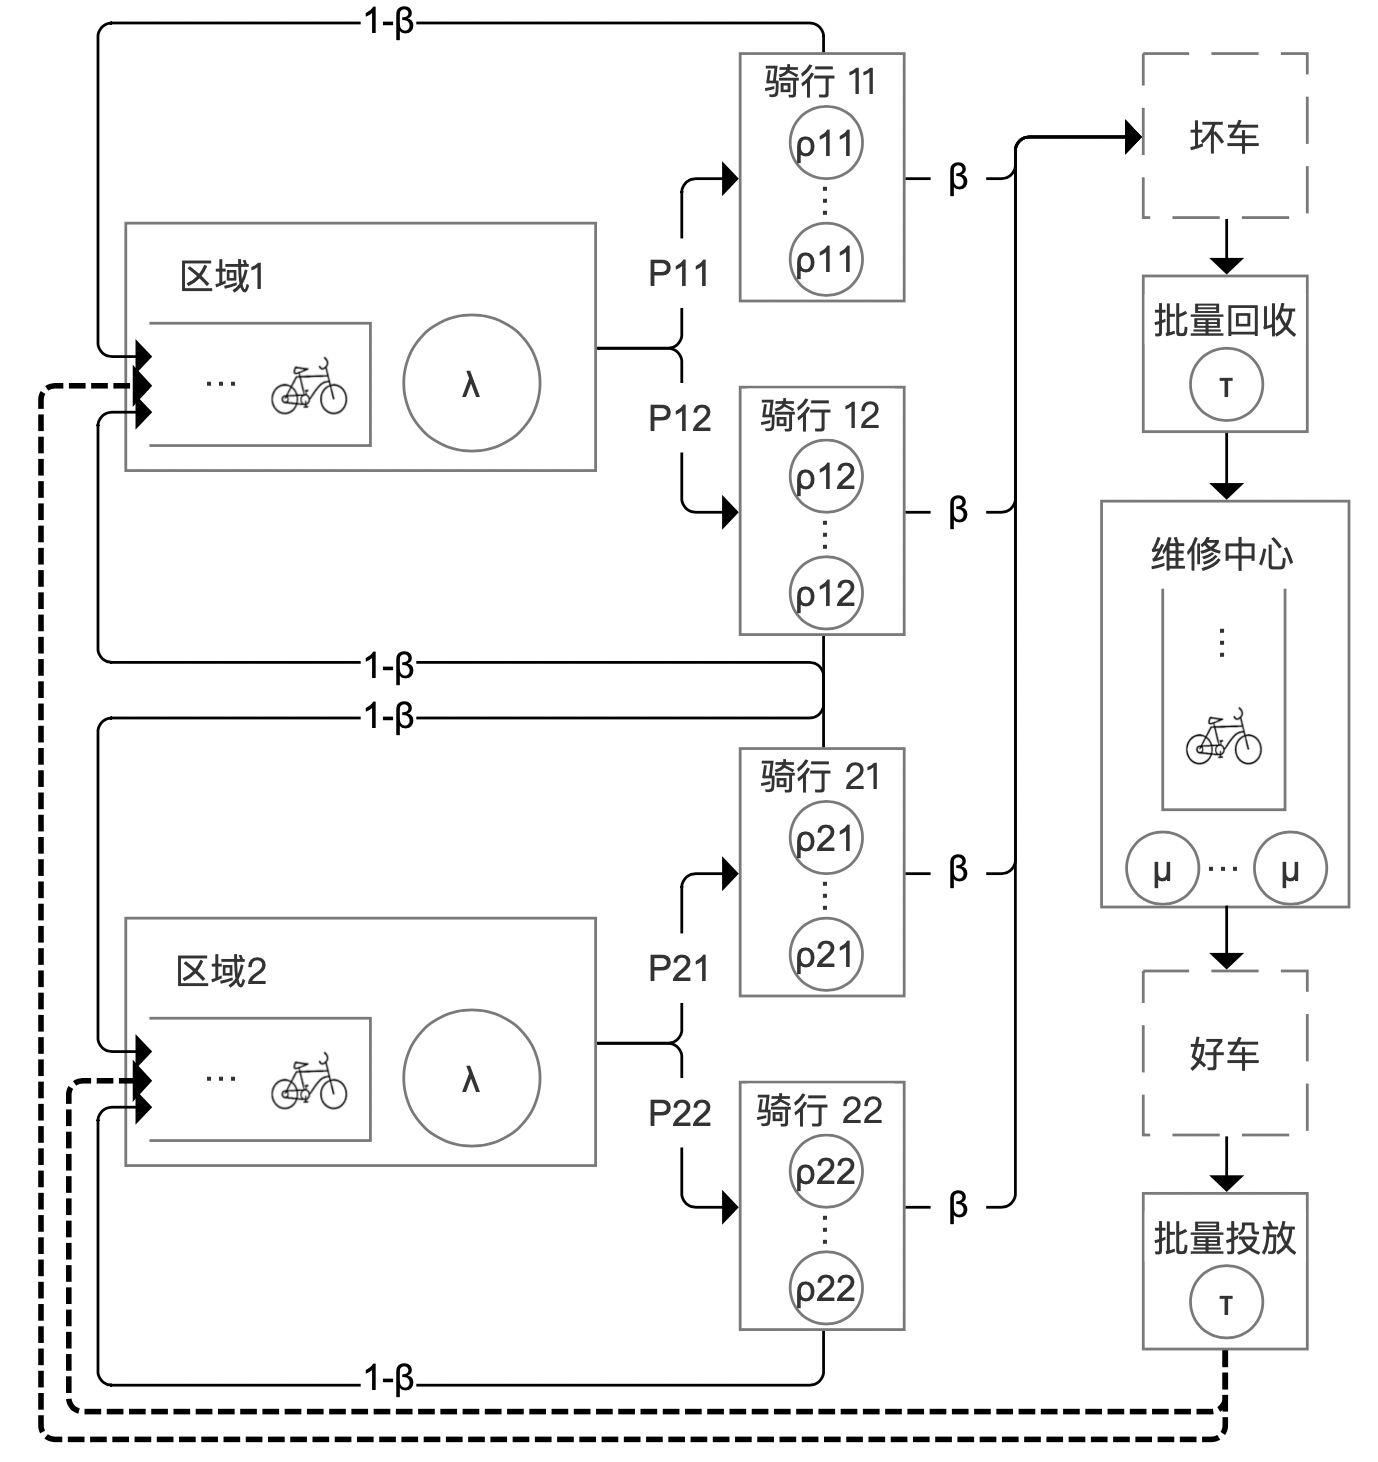 1-β
骑行 11
ρ11
⋮
ρ11
β
坏车
区域1
...
λ
P11
P12
骑行 12
ρ12
⋮
ρ12
β
批量回收
τ
维修中心
⋮
μ ... μ
1-β
1-β
骑行 21
ρ21
⋮
ρ21
β
区域2
...
λ
P21
P22
骑行 22
ρ22
⋮
ρ22
β
好车
批量投放
τ
1-β